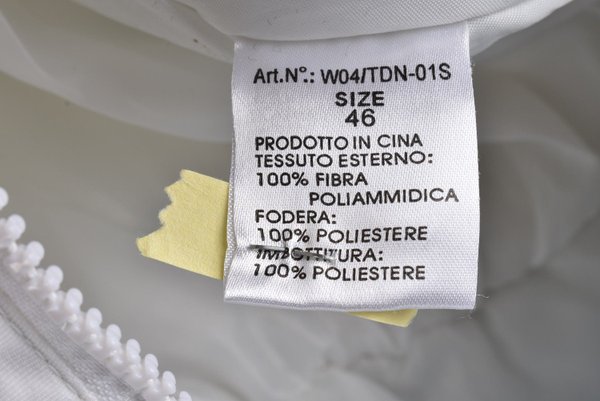 Art.N°.: W04/TDN-01S
SIZE
46
PRODOTTO IN CINA
TESSUTO ESTERNO:
100% FIBRA
POLIAMMIDICA
FODERA:
100% POLIESTERE
IMBOTTITURA:
100% POLIESTERE